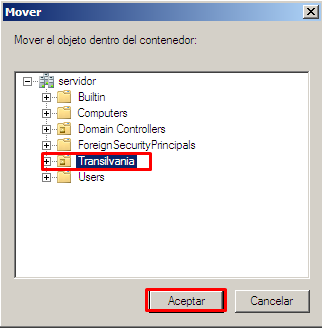 Mover
Mover el objeto dentro del contenedor:
servidor
Builtin
Computers
Domain Controllers
ForeignSecurityPrincipals
Transilvania
Users
Aceptar
Cancelar